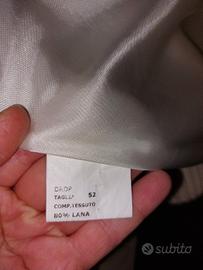 DROP
TAGLIA 52
COMP.TESSUTO
80% LANA
subito